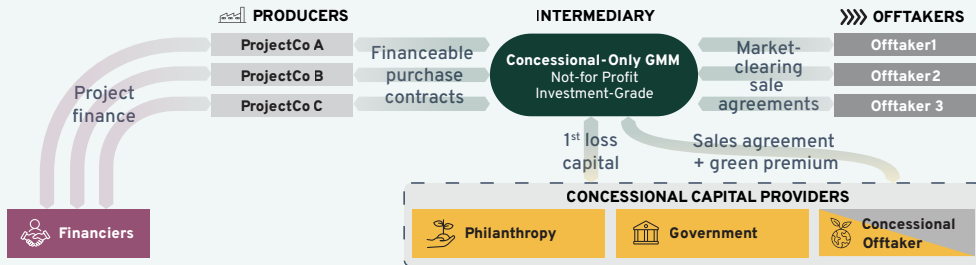 PRODUCERS
INTERMEDIARY
OFFTAKERS
ProjectCo A
ProjectCo B
ProjectCo C
Project
finance
Financeable
purchase
contracts
Concessional-Only GMM
Not-for Profit
Investment-Grade
Market-
clearing
sale
agreements
Offtaker1
Offtaker2
Offtaker 3
1st loss
capital
Sales agreement
+ green premium
CONCESSIONAL CAPITAL PROVIDERS
Financiers
Philanthropy
Government
Concessional
Offtaker